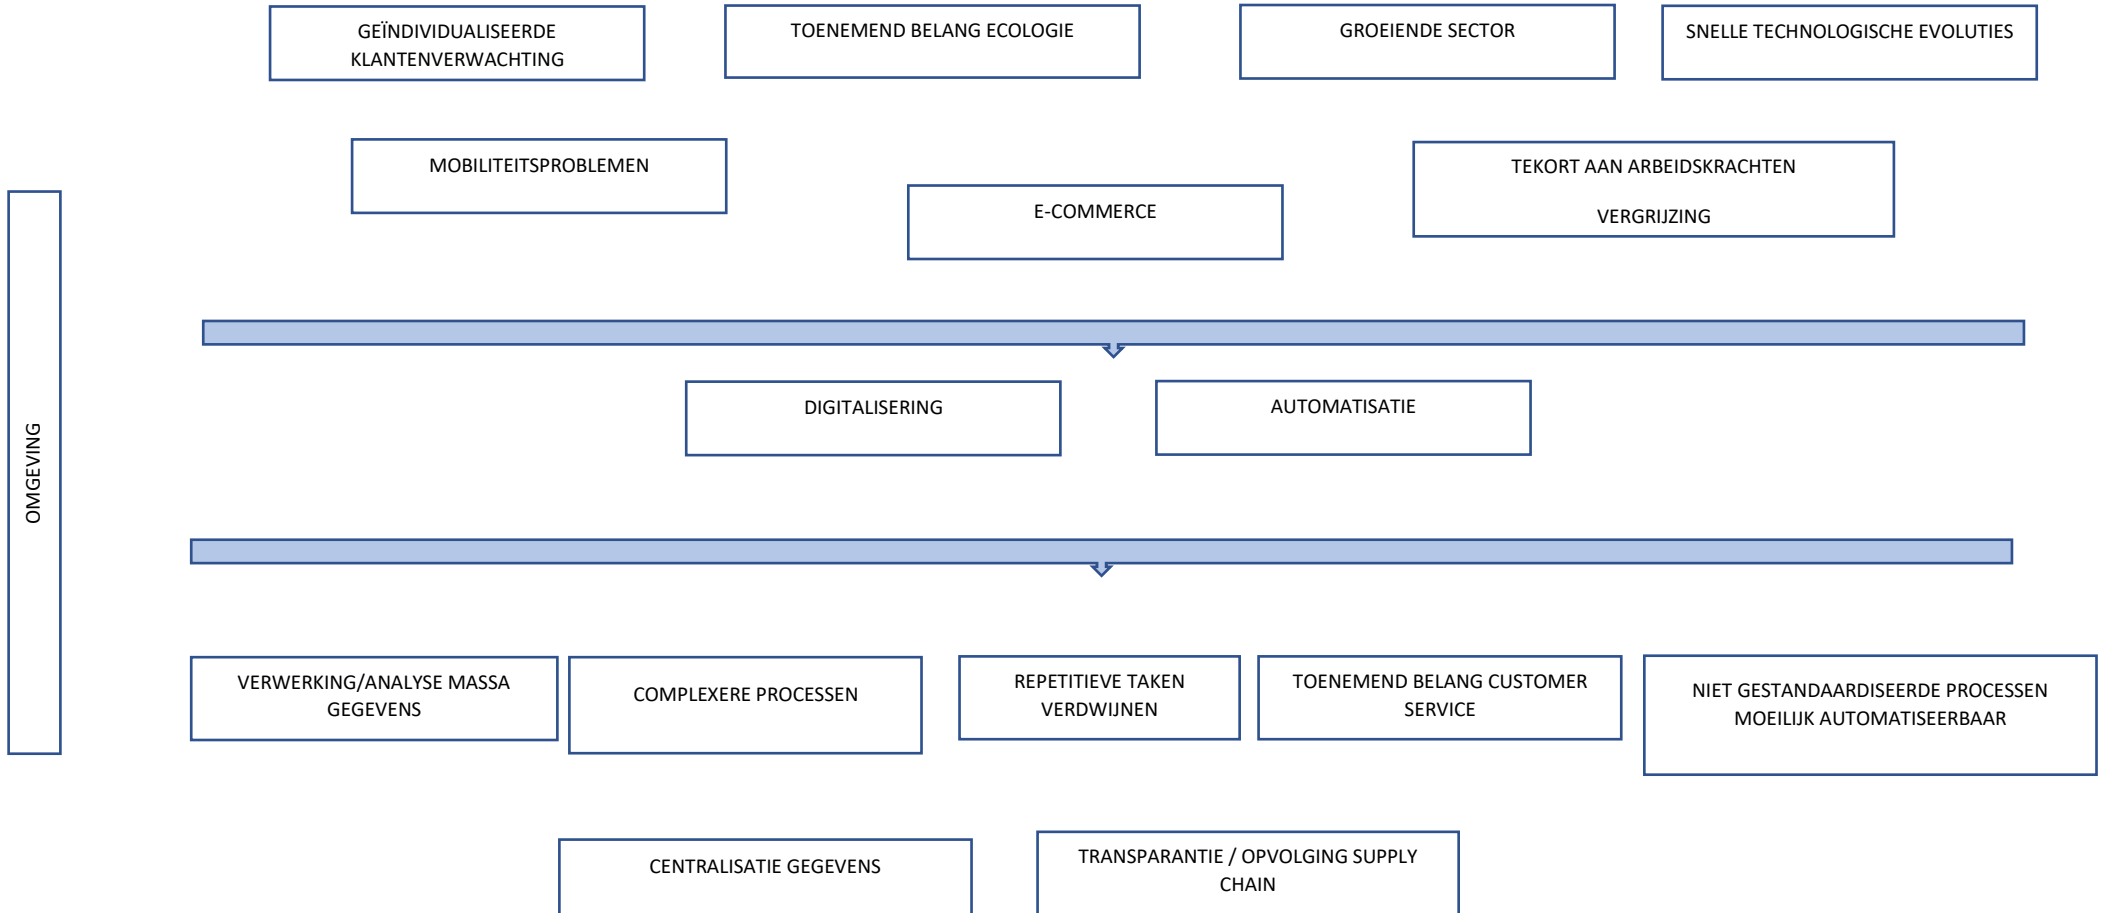 GEÏNDIVIDUALISEERDE
KLANTENVERWACHTING
TOENEMEND BELANG ECOLOGIE
GROEIENDE SECTOR
SNELLE TECHNOLOGISCHE EVOLUTIES
MOBILITEITSPROBLEMEN
E-COMMERCE
TEKORT AAN ARBEIDSKRACHTEN
VERGRIJZING
OMGEVING
DIGITALISERING
AUTOMATISATIE
VERWERKING/ANALYSE MASSA
GEGEVENS
COMPLEXERE PROCESSEN
REPETITIEVE TAKEN
VERDWIJNEN
TOENEMEND BELANG CUSTOMER
SERVICE
NIET GESTANDAARDISEERDE PROCESSEN
MOEILIJK AUTOMATISEERBAAR
CENTRALISATIE GEGEVENS
TRANSPARANTIE / OPVOLGING SUPPLY
CHAIN